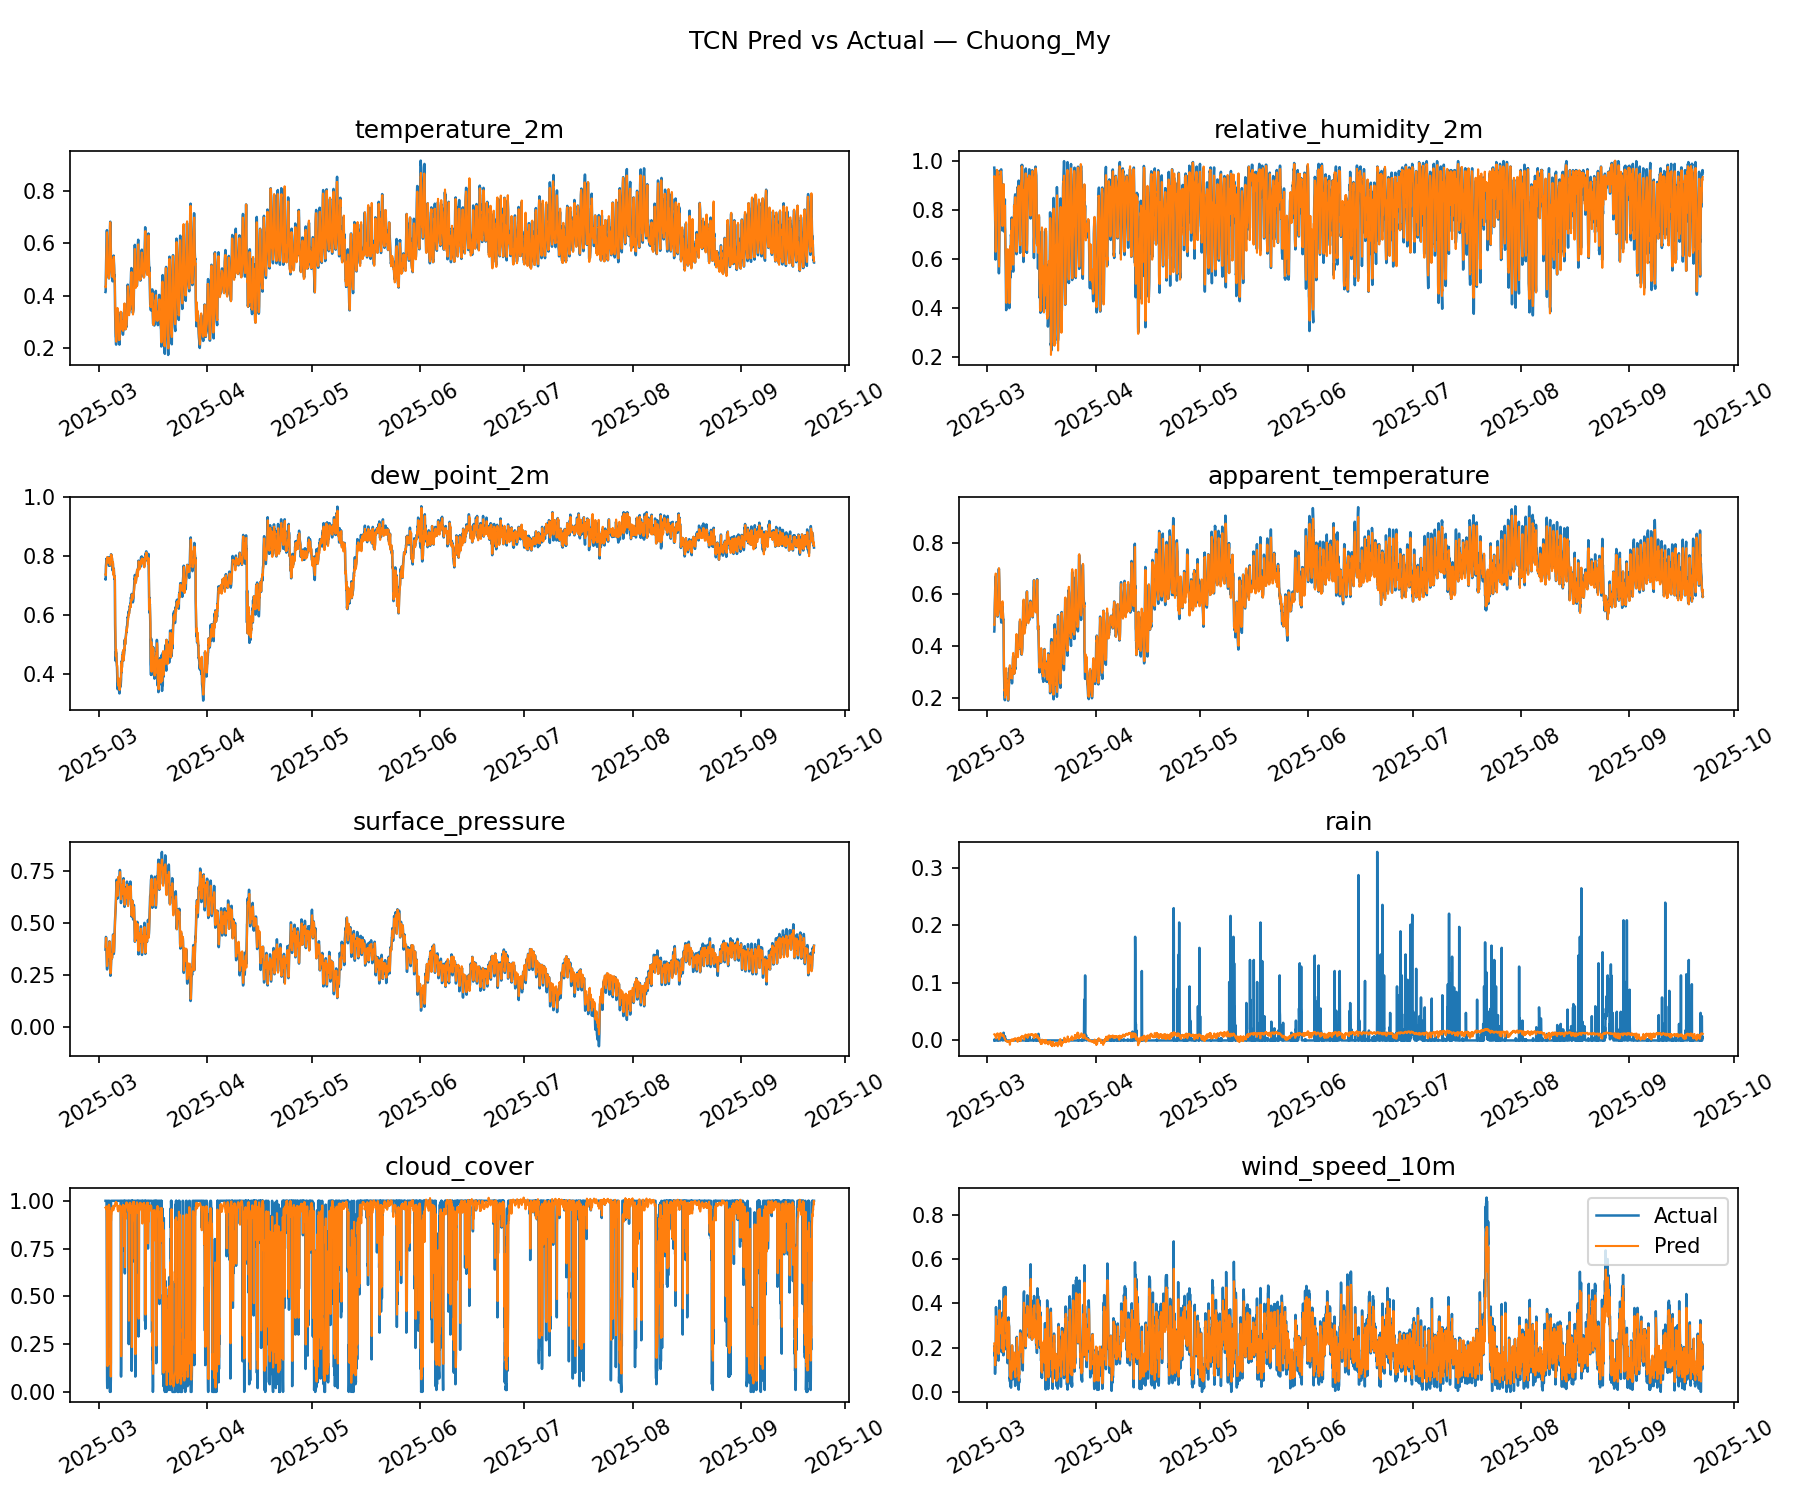 TCN Pred vs Actual — Chuong_My
temperature_2m
0.8
0.6
0.4
0.2
2025-03 2025-04 2025-05 2025-06 2025-07 2025-08 2025-09 2025-10
relative_humidity_2m
1.0
0.8
0.6
0.4
0.2
2025-03 2025-04 2025-05 2025-06 2025-07 2025-08 2025-09 2025-10
dew_point_2m
1.0
0.8
0.6
0.4
2025-03 2025-04 2025-05 2025-06 2025-07 2025-08 2025-09 2025-10
apparent_temperature
0.8
0.6
0.4
0.2
2025-03 2025-04 2025-05 2025-06 2025-07 2025-08 2025-09 2025-10
surface_pressure
0.75
0.50
0.25
0.00
2025-03 2025-04 2025-05 2025-06 2025-07 2025-08 2025-09 2025-10
rain
0.3
0.2
0.1
0.0
2025-03 2025-04 2025-05 2025-06 2025-07 2025-08 2025-09 2025-10
cloud_cover
1.00
0.75
0.50
0.25
0.00
2025-03 2025-04 2025-05 2025-06 2025-07 2025-08 2025-09 2025-10
wind_speed_10m
0.8
0.6
0.4
0.2
0.0
Actual
Pred
2025-03 2025-04 2025-05 2025-06 2025-07 2025-08 2025-09 2025-10